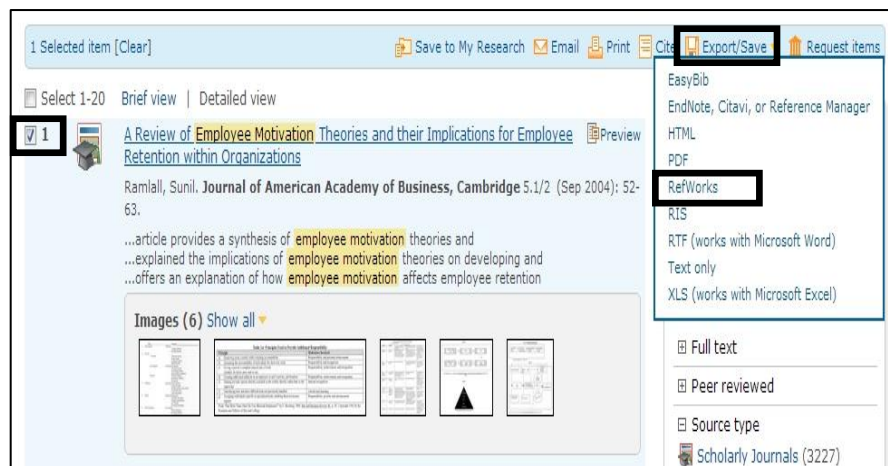 1 Selected item [Clear] Save to My Research Email Print Cite Export/Save Request items
EasyBib
EndNote, Citavi, or Reference Manager
HTML
PDF
RefWorks
RIS
RTF (works with Microsoft Word)
Text only
XLS (works with Microsoft Excel)
Select 1-20 Brief view | Detailed view
1 A Review of Employee Motivation Theories and their Implications for Employee Preview
Retention within Organizations
Ramlall, Sunil. Journal of American Academy of Business, Cambridge 5.1/2 (Sep 2004): 52-
63.
...article provides a synthesis of employee motivation theories and
...explained the implications of employee motivation theories on developing and
...offers an explanation of how employee motivation affects employee retention
Images (6) Show all
Full text
Peer reviewed
Source type
Scholarly Journals (3227)